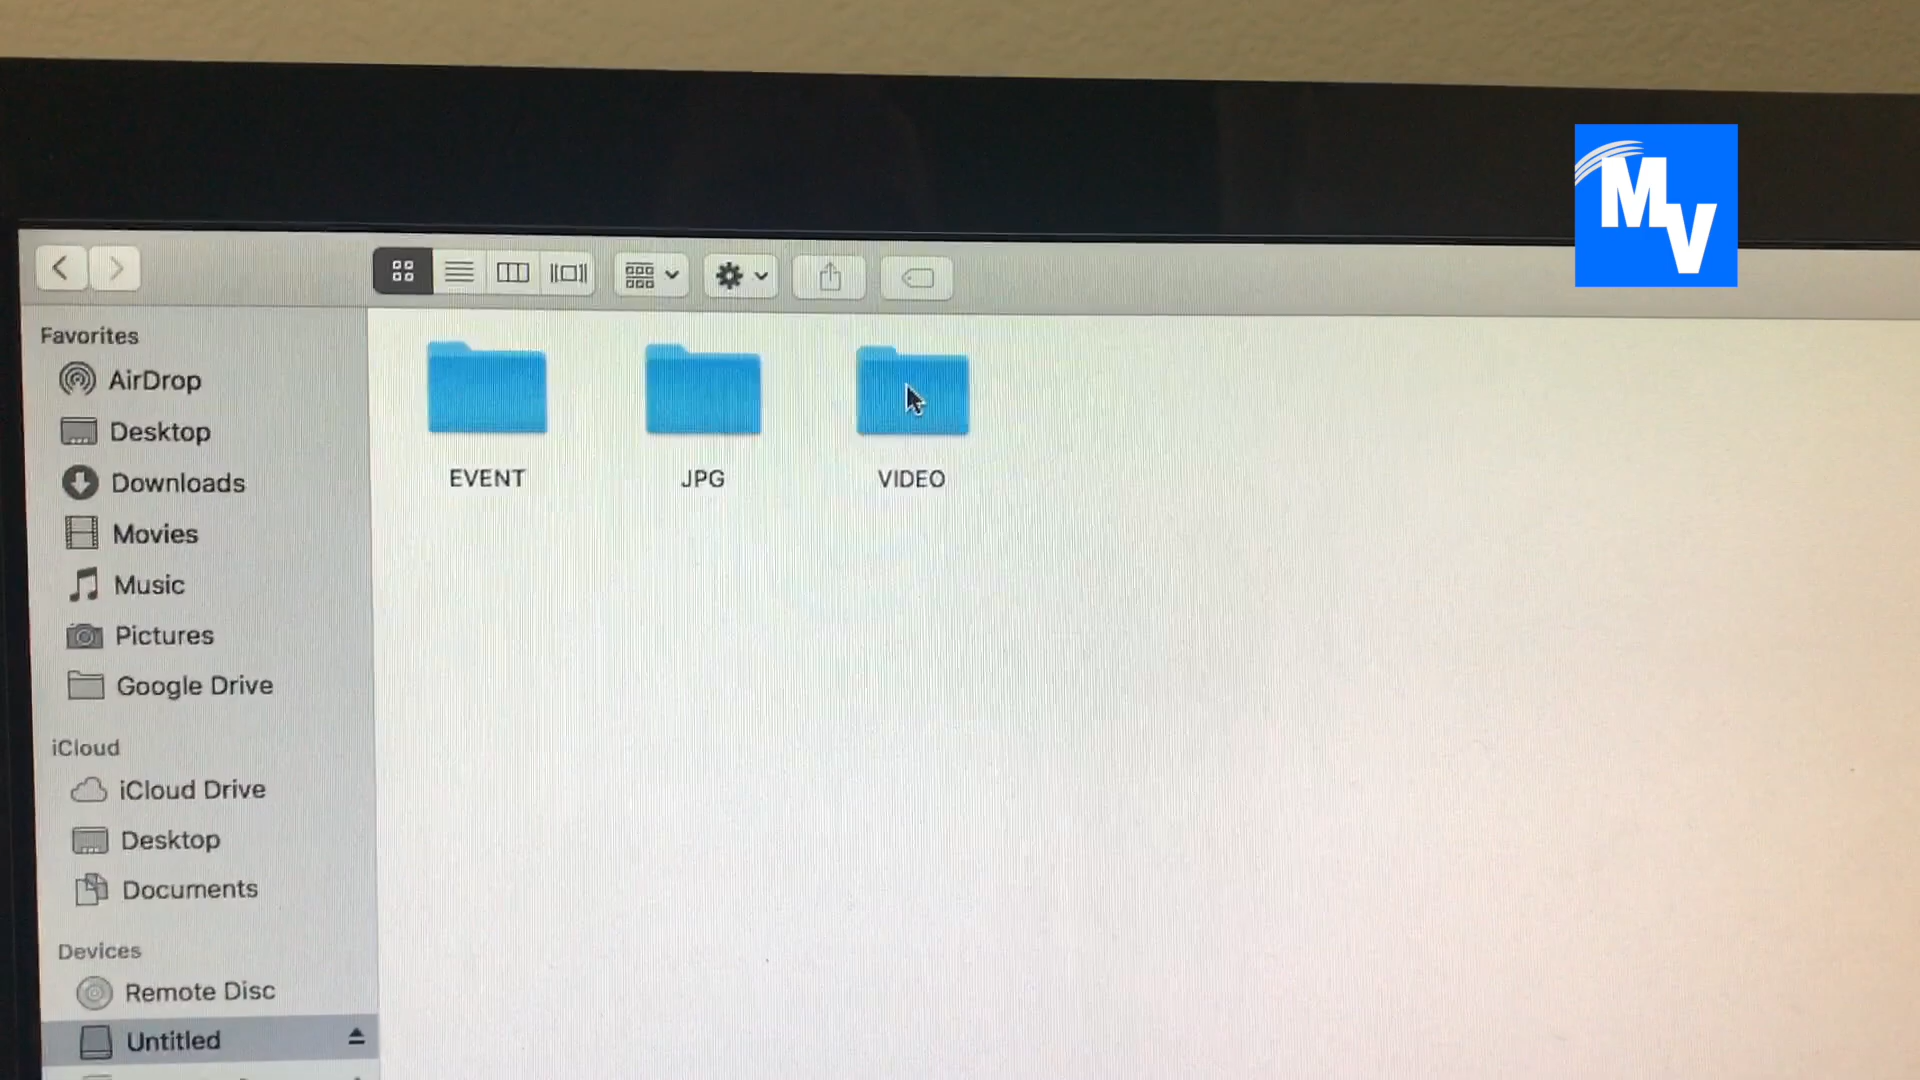 MV
Favorites
AirDrop
Desktop
Downloads
Movies
Music
Pictures
Google Drive
iCloud
iCloud Drive
Desktop
Documents
Devices
Remote Disc
Untitled
EVENT
JPG
VIDEO